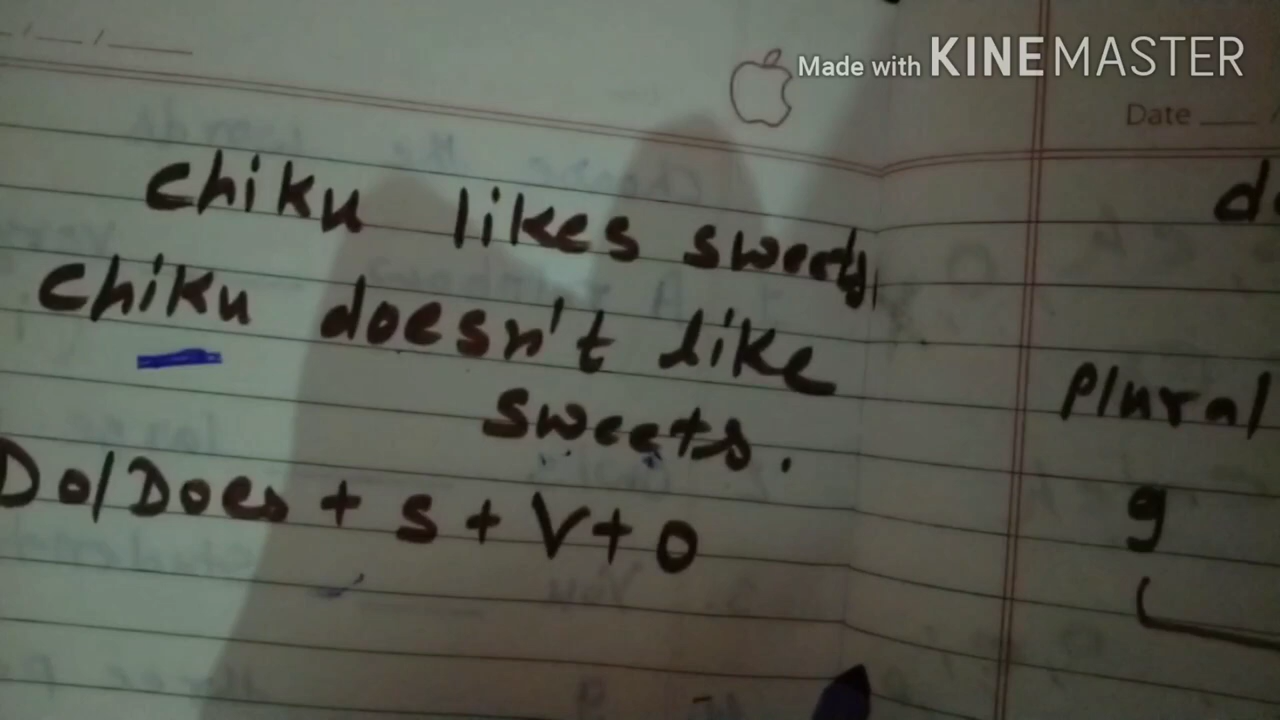 Made with KINEMASTER
Date
Chiku likes sweets,
Chiku doesn't like
sweets.
Plural
Do/Does + S + V + O
g